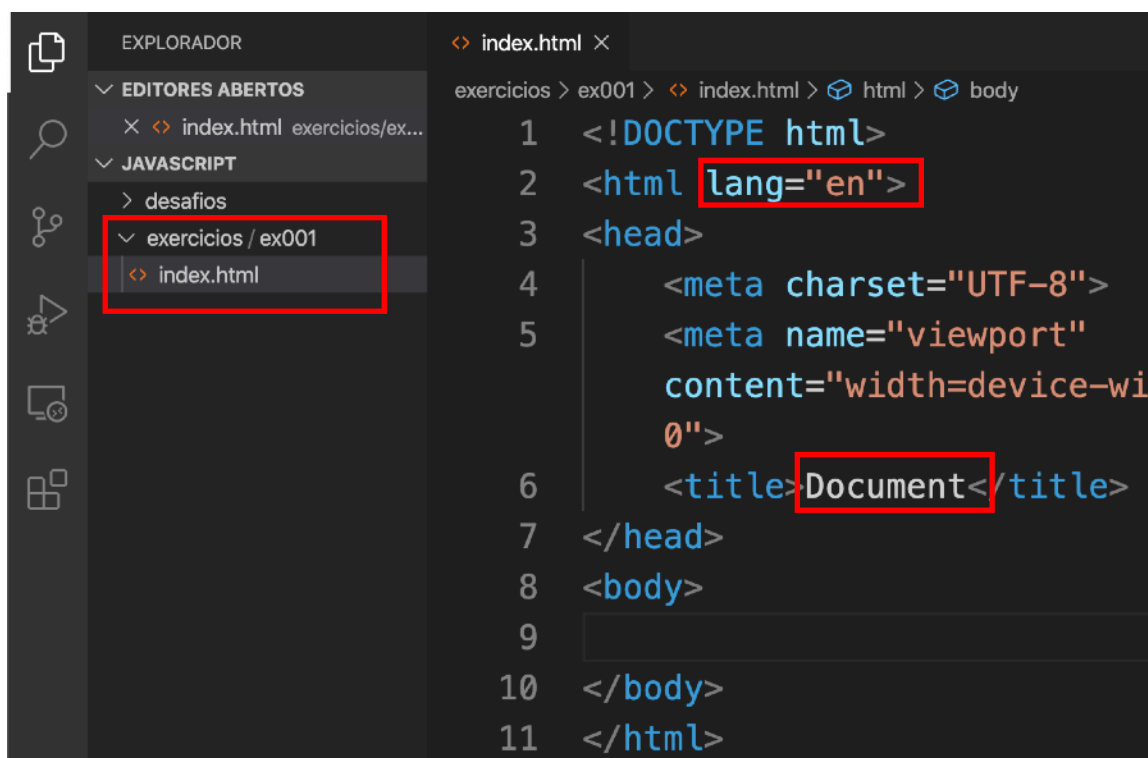 EXPLORADOR
EDITORES ABERTOS
index.html exercicios/ex...
JAVASCRIPT
desafios
exercicios / ex001
index.html
index.html
exercicios > ex001 > index.html > html > body
1 <!DOCTYPE html>
2 <html lang="en">
3 <head>
4 <meta charset="UTF-8">
5 <meta name="viewport"
content="width=device-wi
0">
6 <title>Document</title>
7 </head>
8 <body>
9
10 </body>
11 </html>